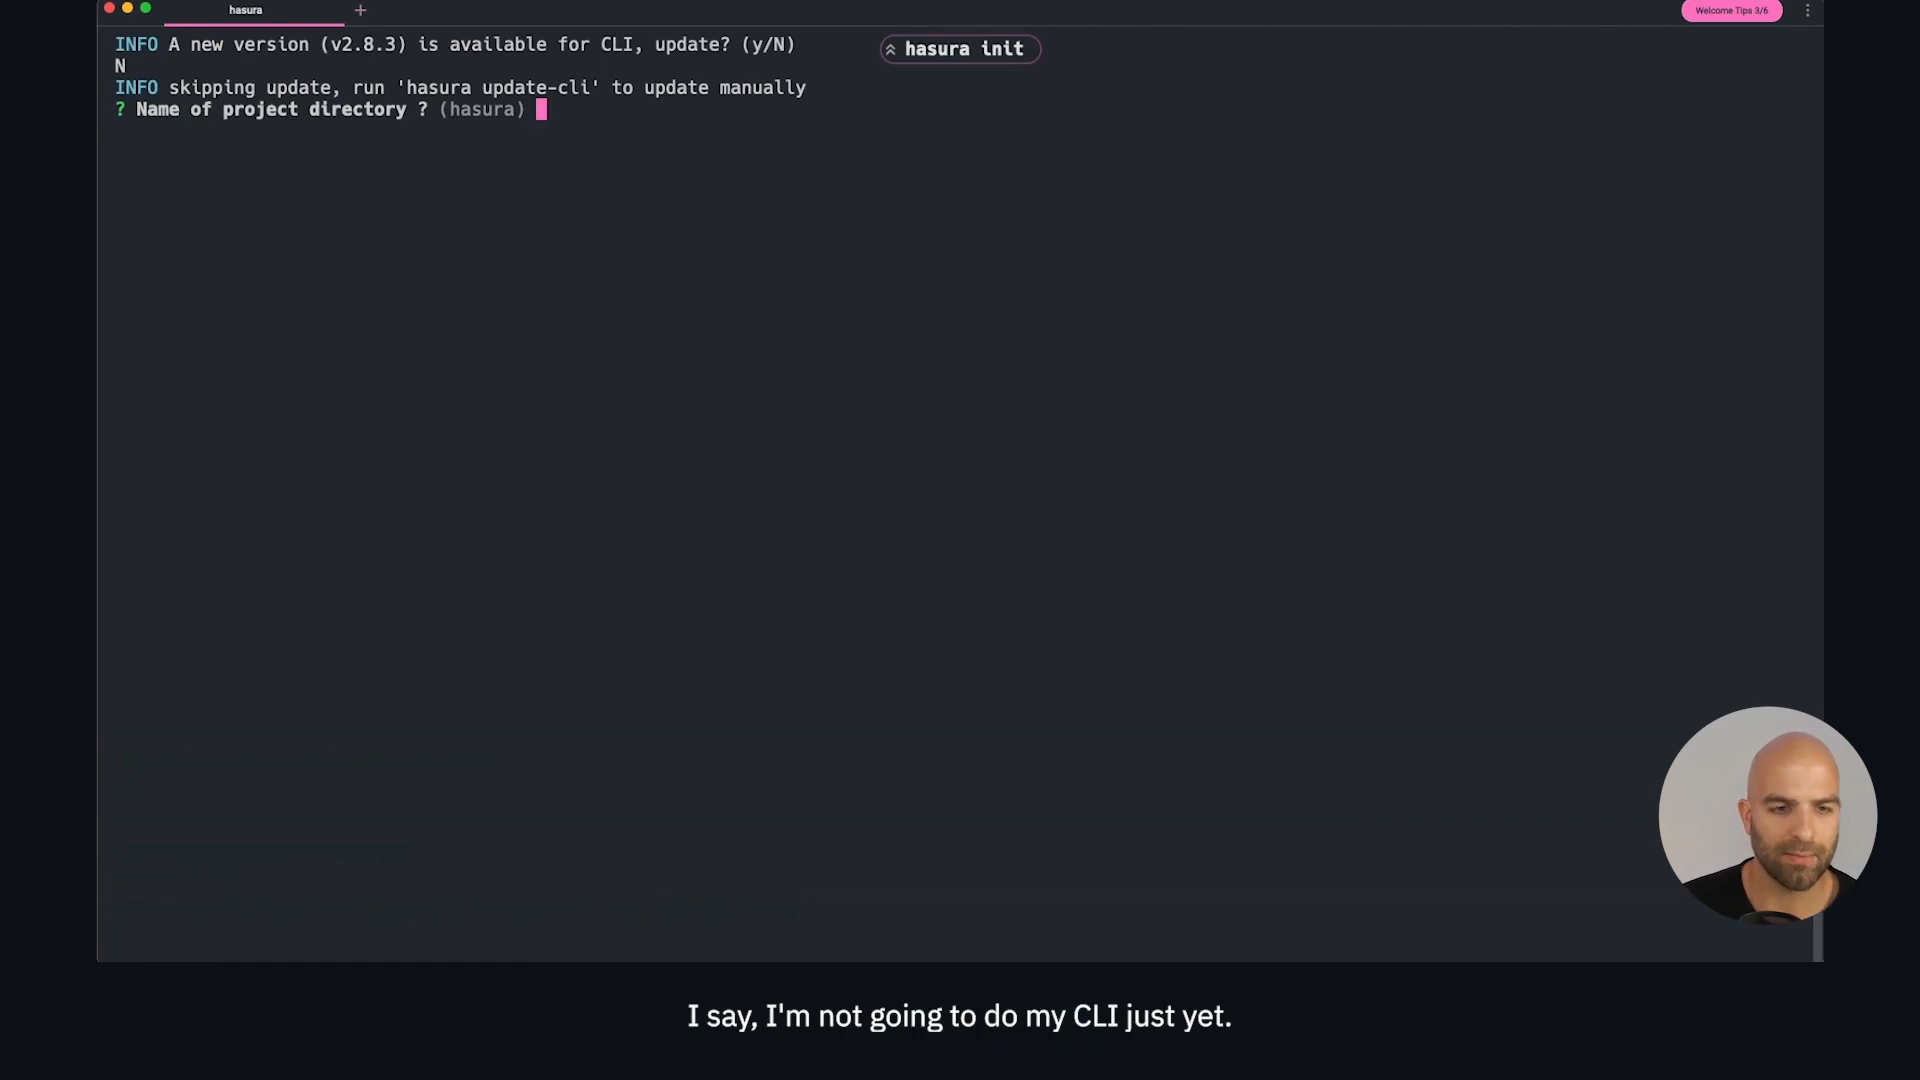 hasura
Welcome Tips 3/6
INFO A new version (v2.8.3) is available for CLI, update? (y/N)
hasura init
N
INFO skipping update, run 'hasura update-cli' to update manually
? Name of project directory ? (hasura)
I say, I'm not going to do my CLI just yet.